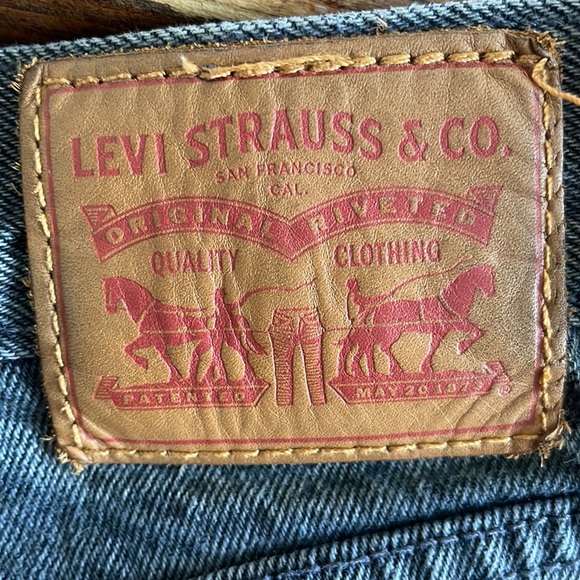 LEVI STRAUSS & CO.
SAN FRANCISCO
CAL.
ORIGINAL RIVETED
QUALITY CLOTHING
PATENTED MAY 20 1873 ®